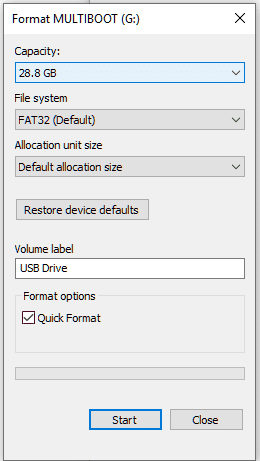 Format MULTIBOOT (G:)
Capacity:
28.8 GB
File system
FAT32 (Default)
Allocation unit size
Default allocation size
Restore device defaults
Volume label
USB Drive
Format options
Quick Format
Start Close